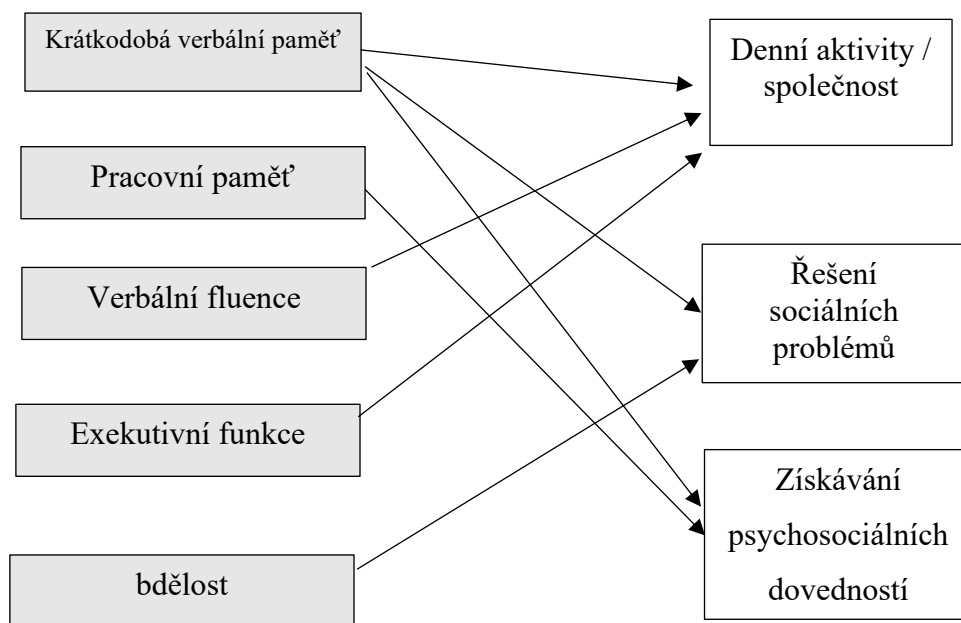 Krátkodobá verbální paměť
Pracovní paměť
Verbální fluence
Exekutivní funkce
bdělost
Denní aktivity /
společnost
Řešení
sociálních
problémů
Získávání
psychosociálních
dovedností